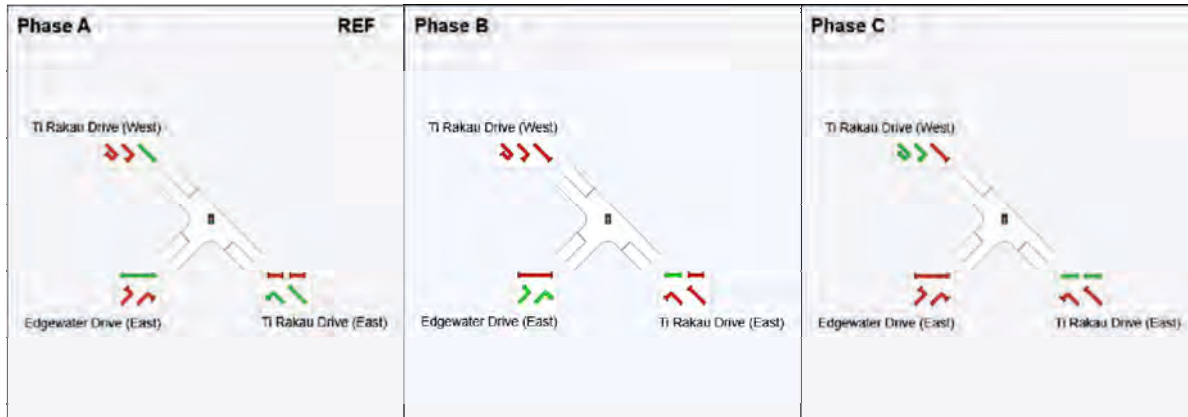 Phase A REF
Ti Rakau Drive (West)
Edgewater Drive (East)
Ti Rakau Drive (East)
Phase B
Ti Rakau Drive (West)
Edgewater Drive (East)
Ti Rakau Drive (East)
Phase C
Ti Rakau Drive (West)
Edgewater Drive (East)
Ti Rakau Drive (East)